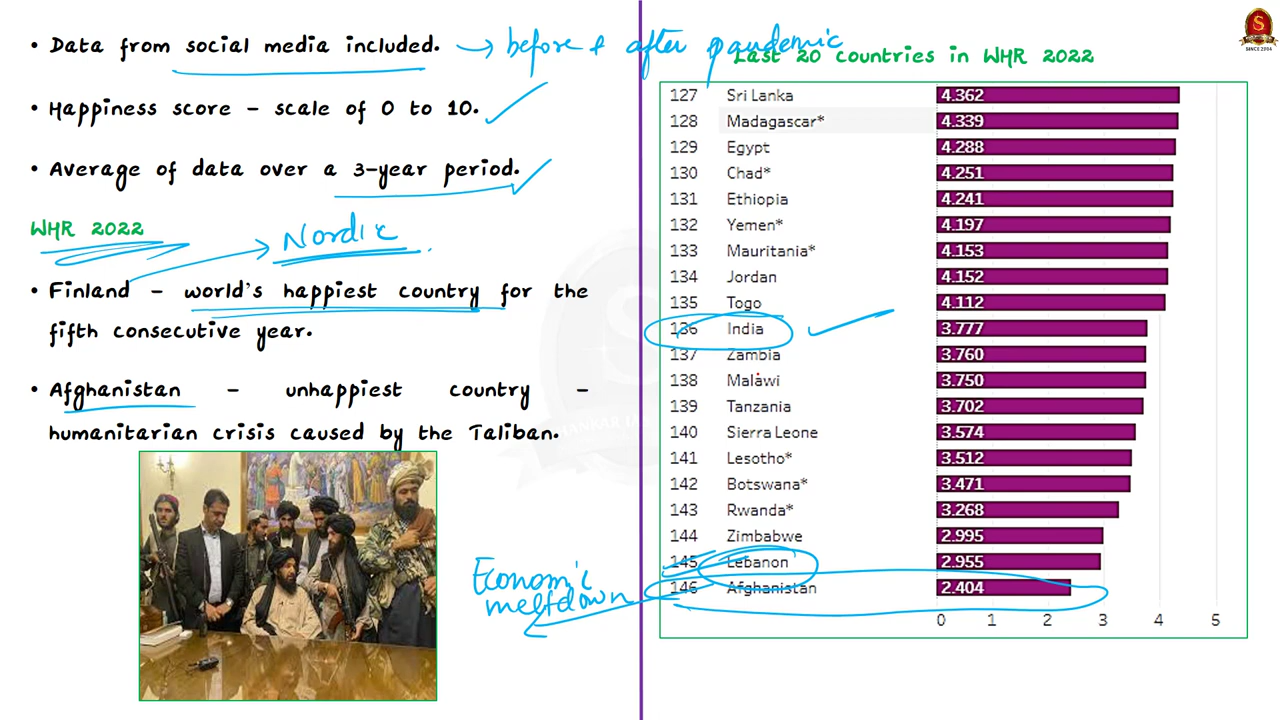 • Data from social media included. → before & after pandemic
• Happiness score – scale of 0 to 10.
• Average of data over a 3-year period.
WHR 2022
Nordic
• Finland – world's happiest country for the
fifth consecutive year.
• Afghanistan – unhappiest country –
humanitarian crisis caused by the Taliban.
Economic
meltdown
Last 20 countries in WHR 2022
127 Sri Lanka 4.362
128 Madagascar* 4.339
129 Egypt 4.288
130 Chad* 4.251
131 Ethiopia 4.241
132 Yemen* 4.197
133 Mauritania* 4.153
134 Jordan 4.152
135 Togo 4.112
136 India 3.777
137 Zambia 3.760
138 Malawi 3.750
139 Tanzania 3.702
140 Sierra Leone 3.574
141 Lesotho* 3.512
142 Botswana* 3.471
143 Rwanda* 3.268
144 Zimbabwe 2.995
145 Lebanon 2.955
146 Afghanistan 2.404
0 1 2 3 4 5
S
SINCE 2004